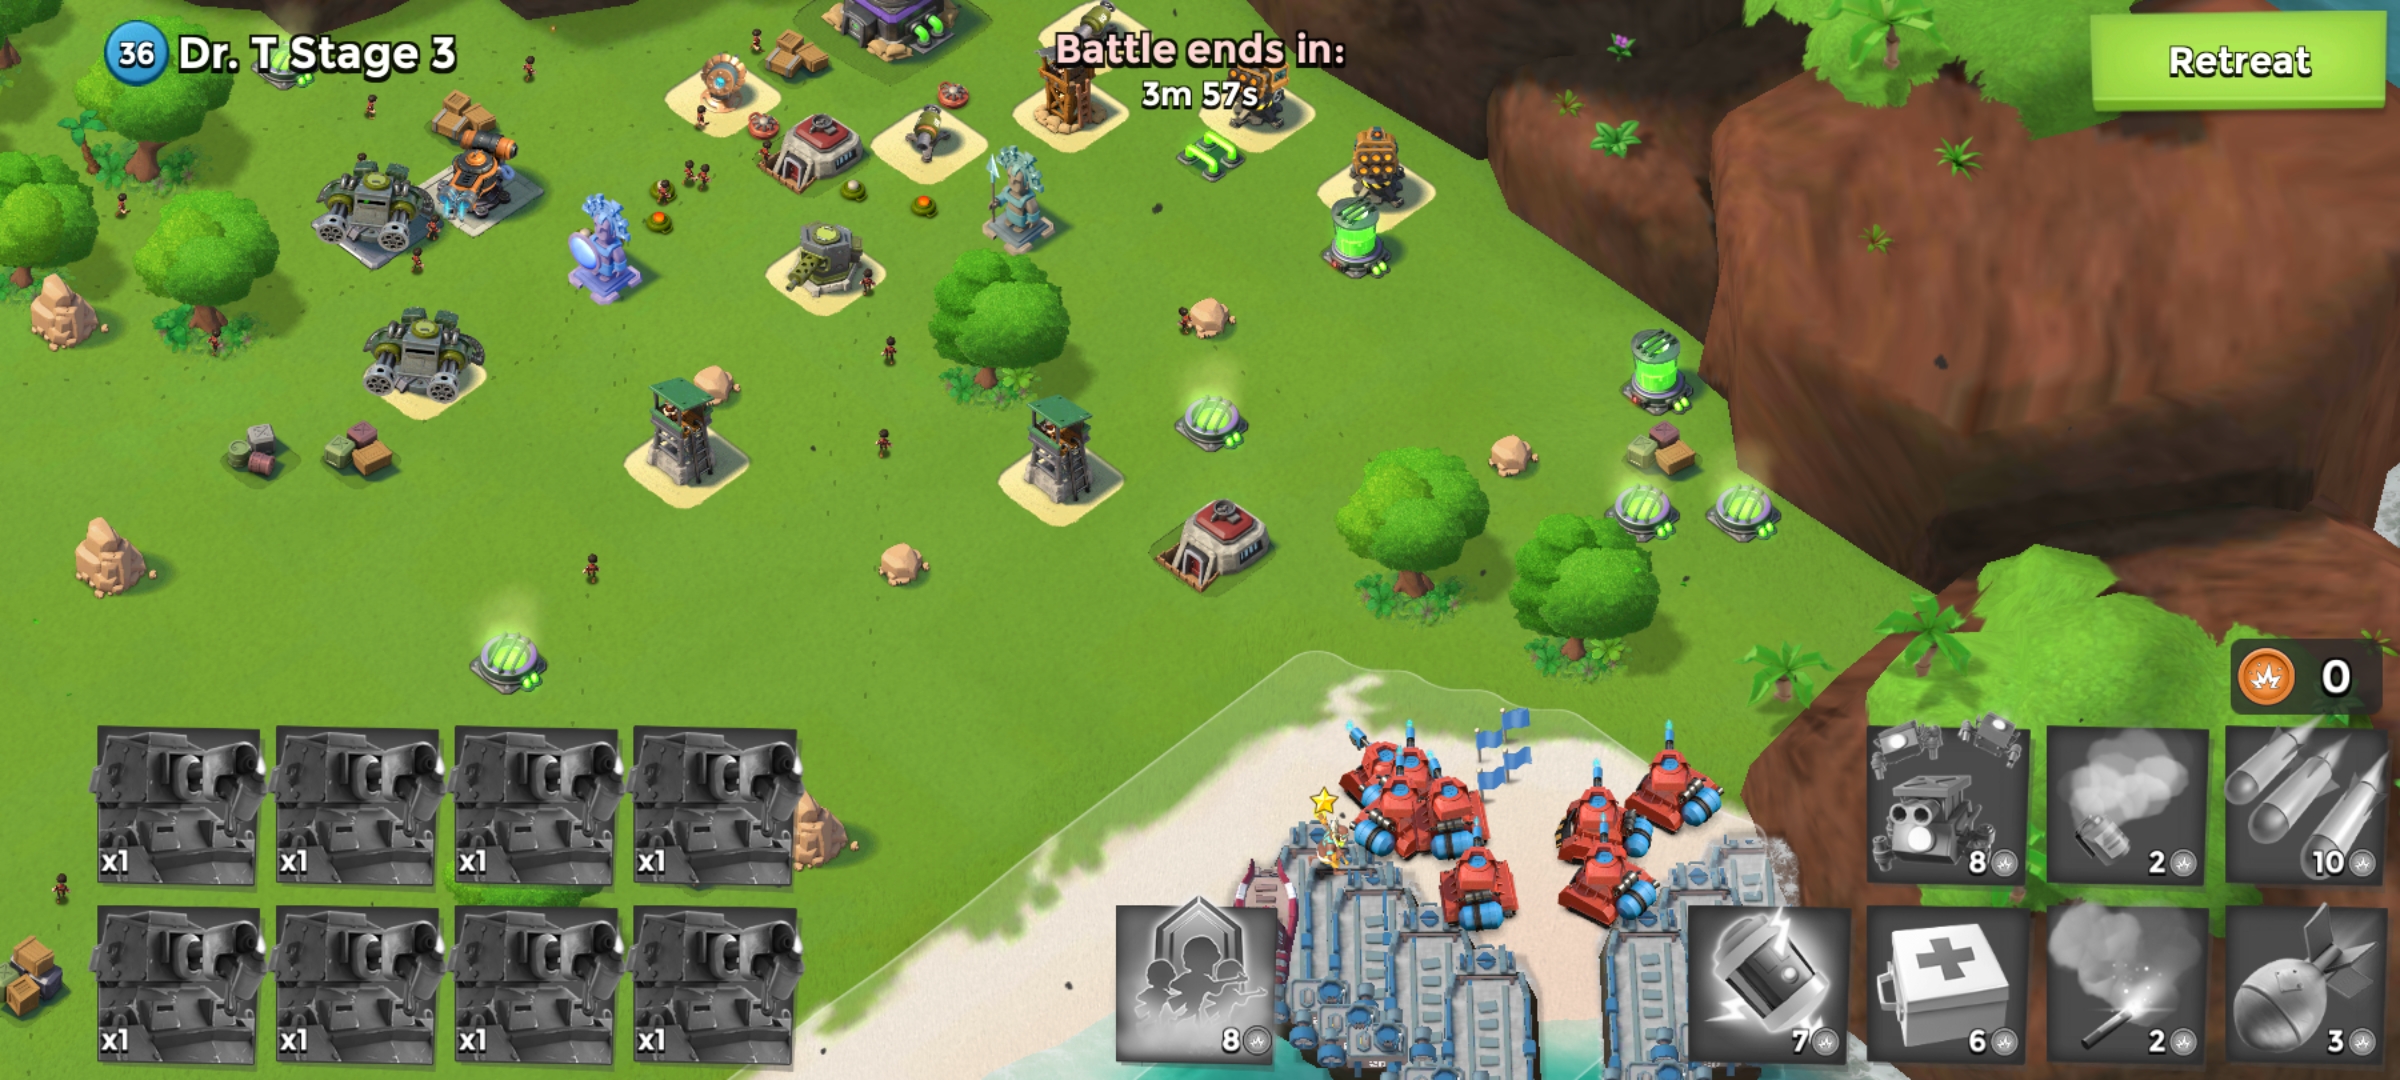 36 Dr. T Stage 3
Battle ends in:
3m 57s
Retreat
0
x1 x1 x1 x1
8 2 10
x1 x1 x1 x1
8 7 6 2 3